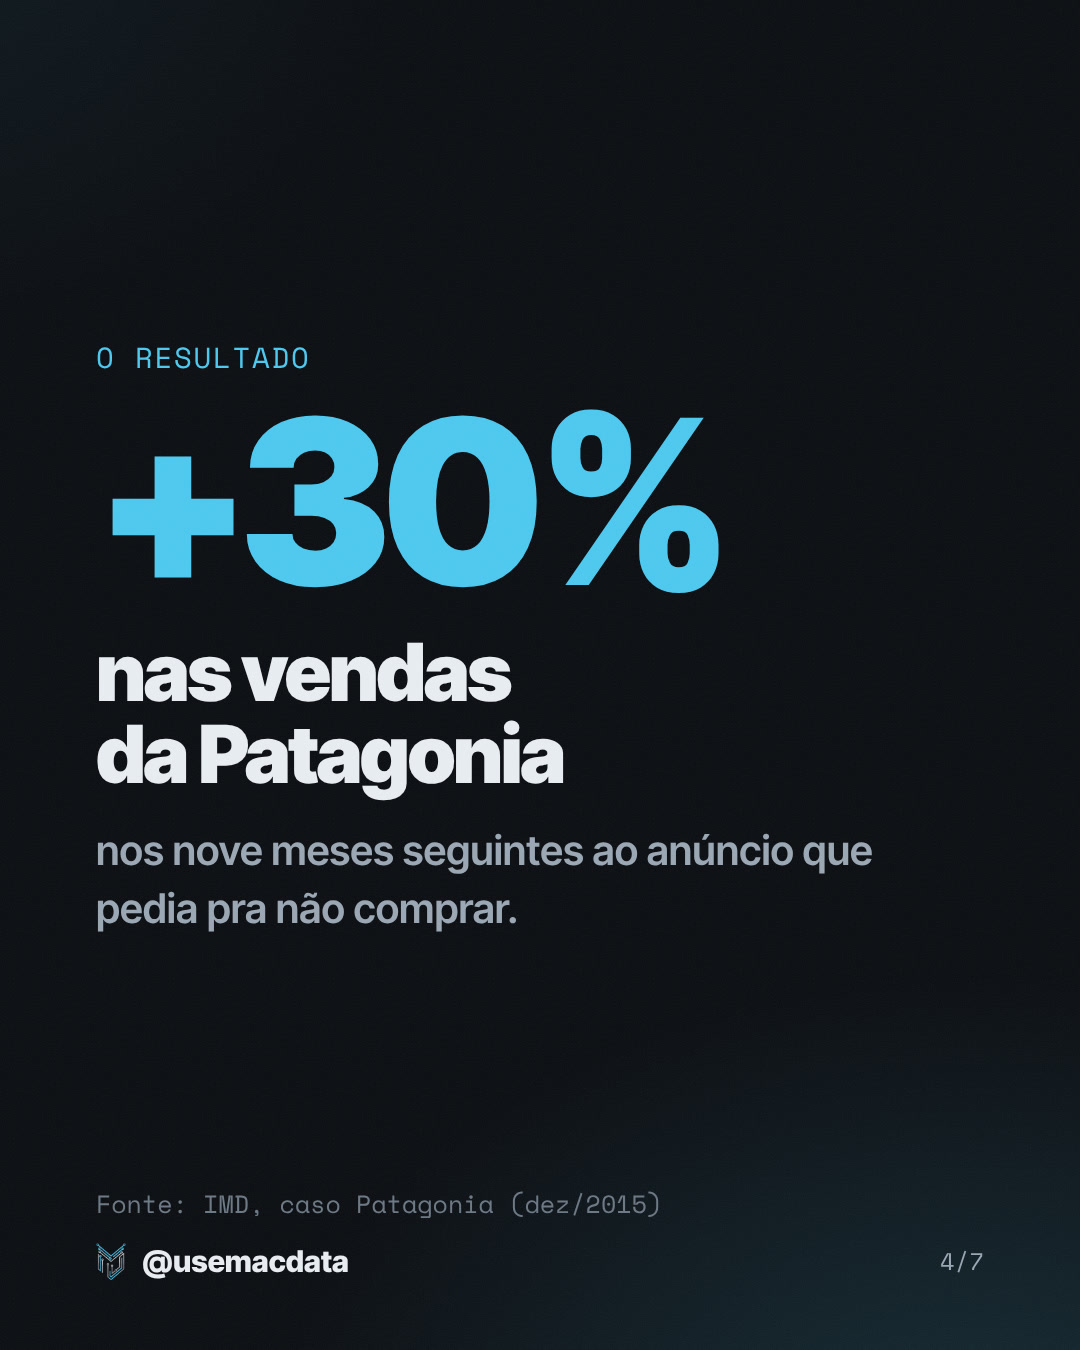 O RESULTADO
+30%
nas vendas
da Patagonia
nos nove meses seguintes ao anúncio que
pedia pra não comprar.
Fonte: IMD, caso Patagonia (dez/2015)
@usemacdata
4/7